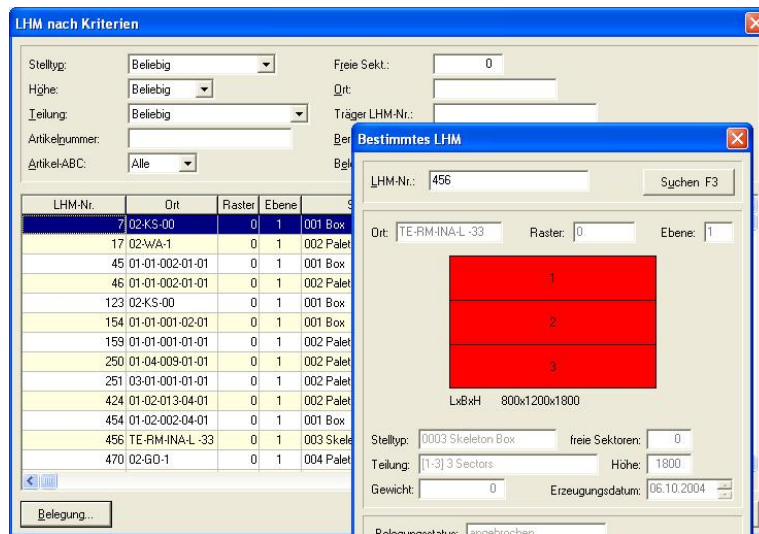 LHM nach Kriterien
Stelltyp: Beliebig Freie Sekt.: 0
Höhe: Beliebig Ort:
Teilung: Beliebig Träger LHM-Nr.:
Artikelnummer:
Artikel-ABC: Alle
LHM-Nr. Ort Raster Ebene
7 02-KS-00 0 1 001 Box
17 02-WA-1 0 1 002 Palet
45 01-01-002-01-01 0 1 001 Box
46 01-01-002-01-01 0 1 002 Palet
123 02-KS-00 0 1 001 Box
154 01-01-001-02-01 0 1 001 Box
159 01-01-001-01-01 0 1 002 Palet
250 01-04-009-01-01 0 1 002 Palet
251 03-01-001-01-01 0 1 002 Palet
424 01-02-013-04-01 0 1 002 Palet
454 01-02-002-04-01 0 1 001 Box
456 TE-RM-INA-L -33 0 1 003 Skele
470 02-GO-1 0 1 004 Palet
Belegung...
Bestimmtes LHM
LHM-Nr.: 456 Suchen F3
Ort: TE-RM-INA-L -33 Raster: 0 Ebene: 1
1
2
3
LxBxH 800x1200x1800
Stelltyp: 0003 Skeleton Box freie Sektoren: 0
Teilung: [1-3] 3 Sectors Höhe: 1800
Gewicht: 0 Erzeugungsdatum: 06.10.2004
Belegungsstatus: angebrochen